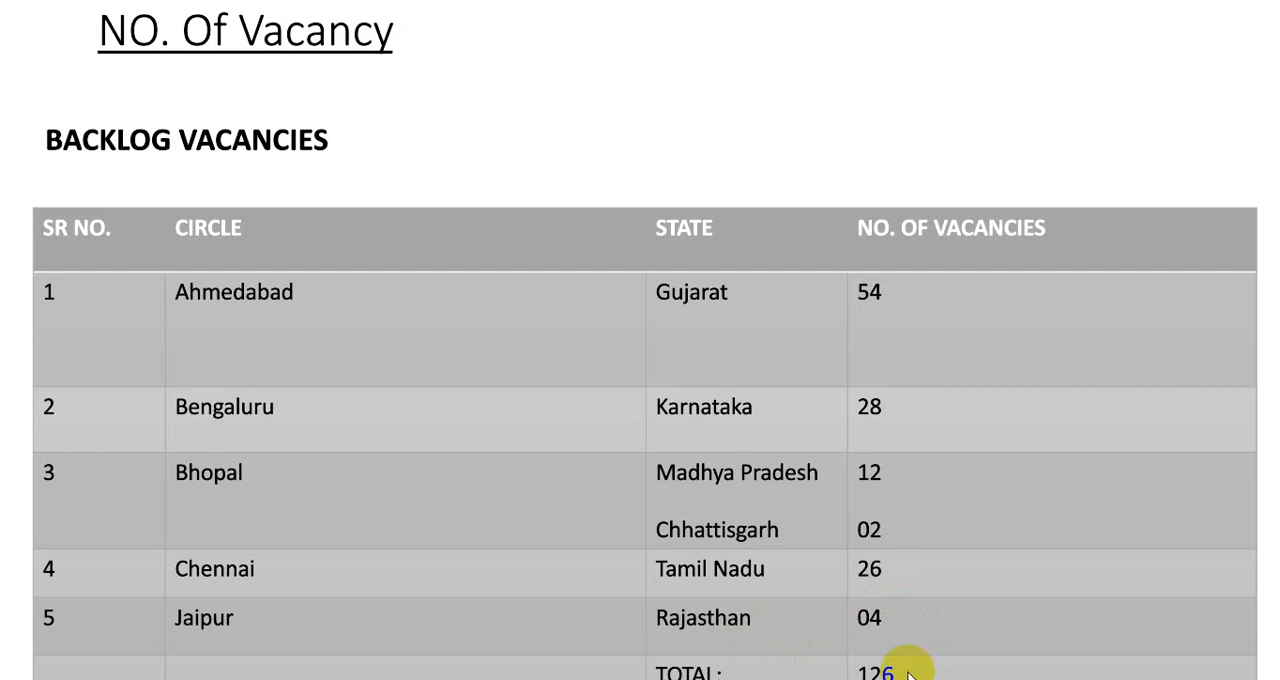 NO. Of Vacancy
BACKLOG VACANCIES
SR NO. CIRCLE STATE NO. OF VACANCIES
1 Ahmedabad Gujarat 54
2 Bengaluru Karnataka 28
3 Bhopal Madhya Pradesh 12
Chhattisgarh 02
4 Chennai Tamil Nadu 26
5 Jaipur Rajasthan 04
TOTAL: 126